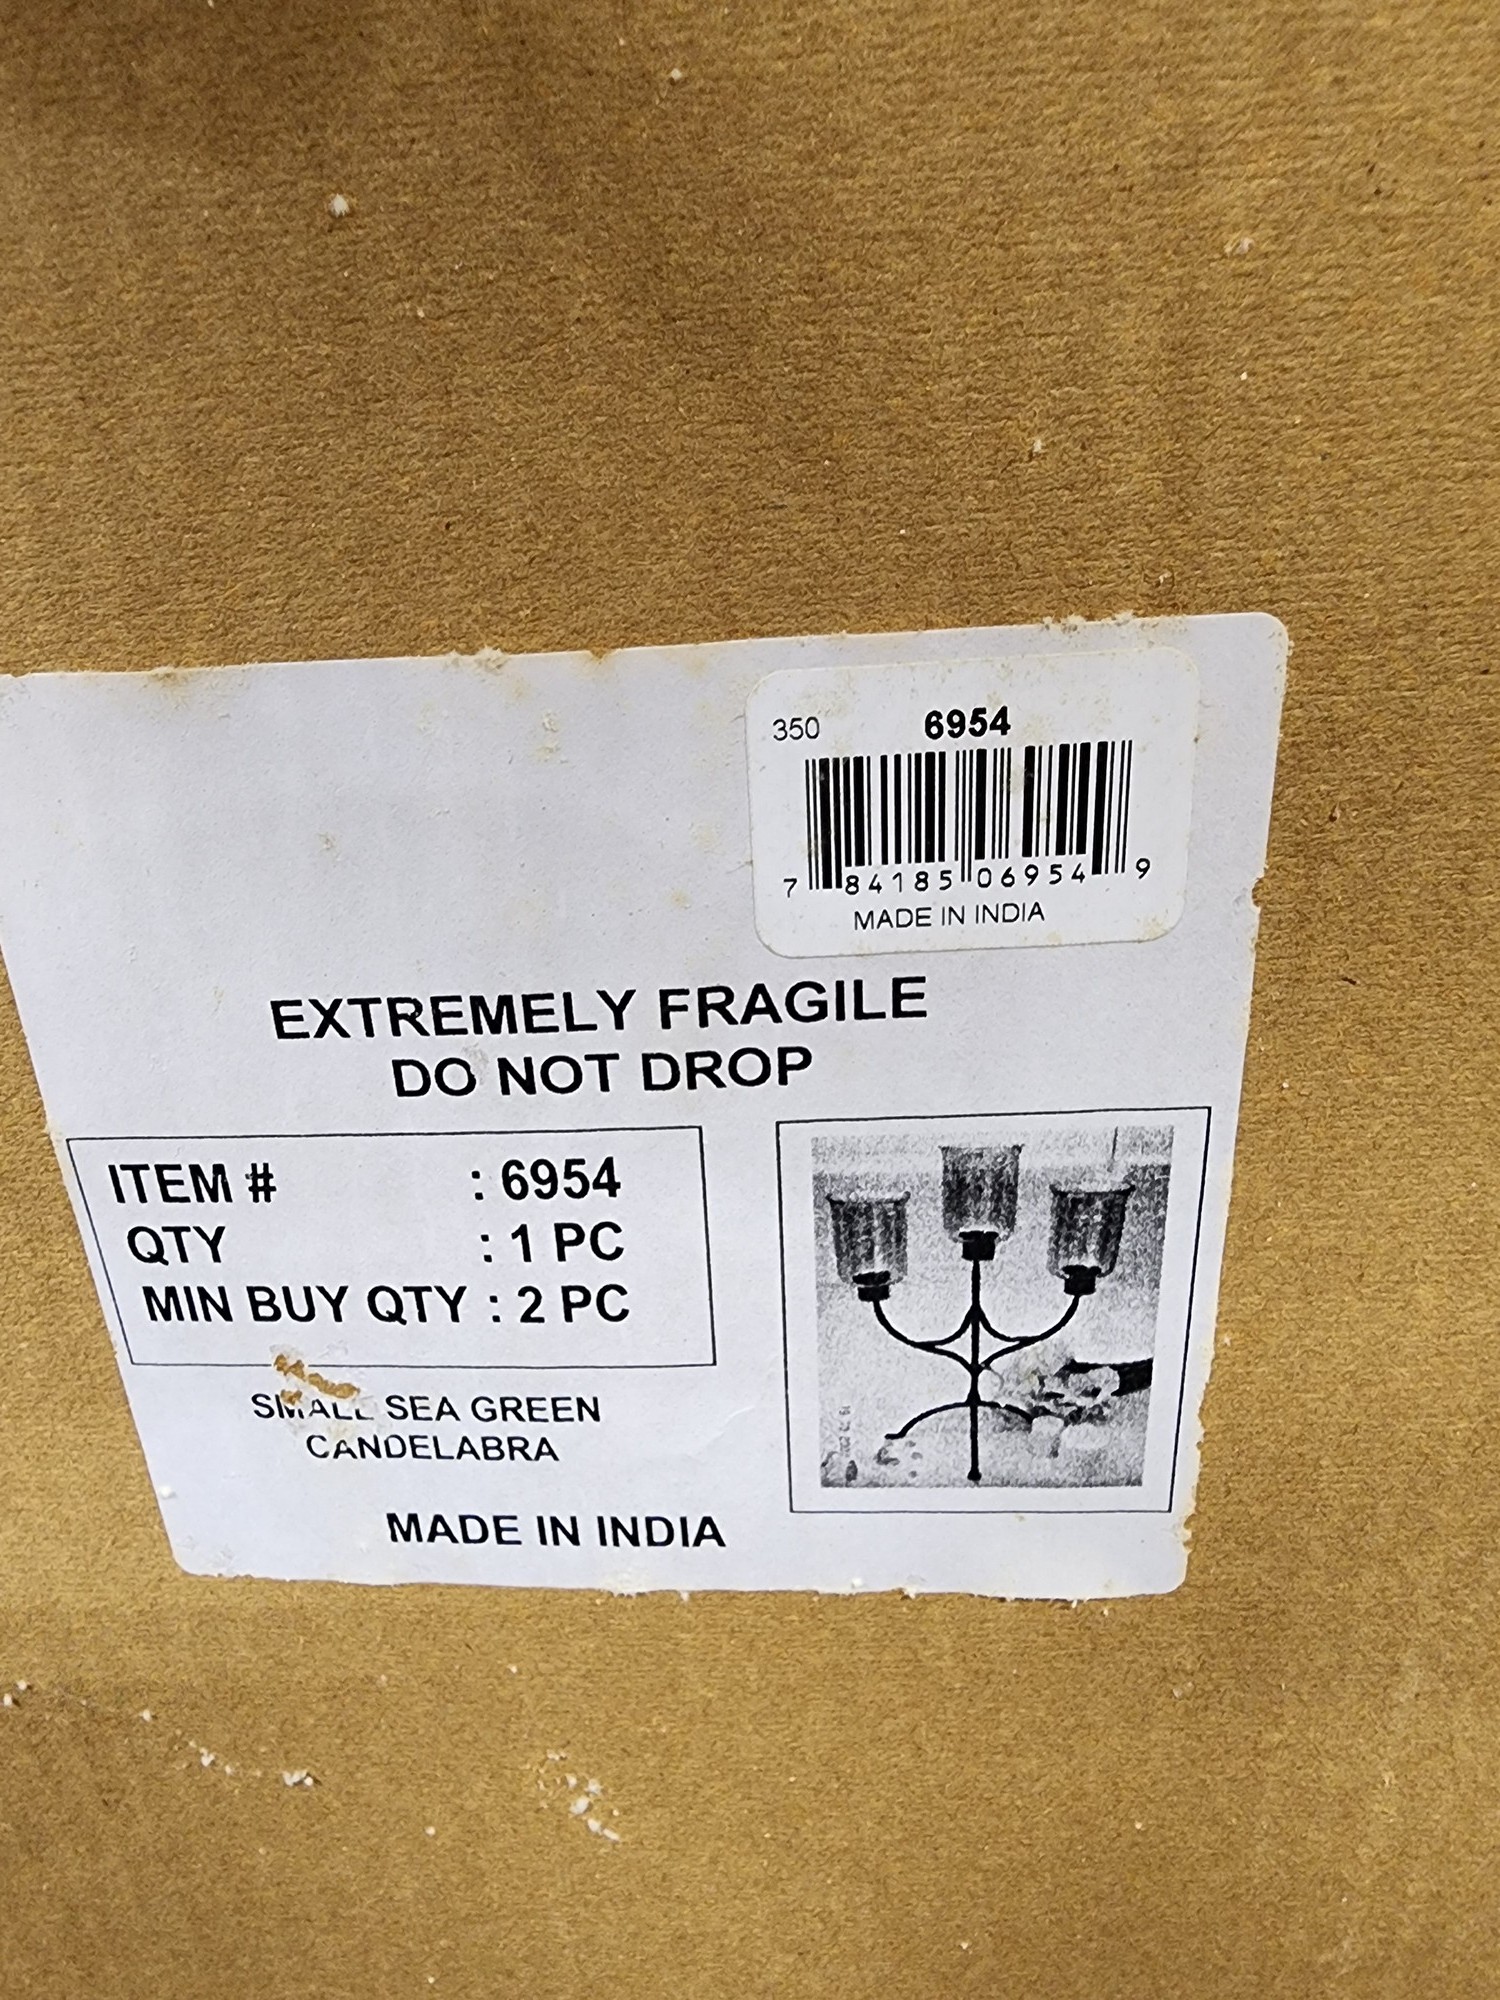 350 6954
7 84185 06954 9
MADE IN INDIA
EXTREMELY FRAGILE
DO NOT DROP
ITEM # : 6954
QTY : 1 PC
MIN BUY QTY : 2 PC
SMALL SEA GREEN
CANDELABRA
MADE IN INDIA